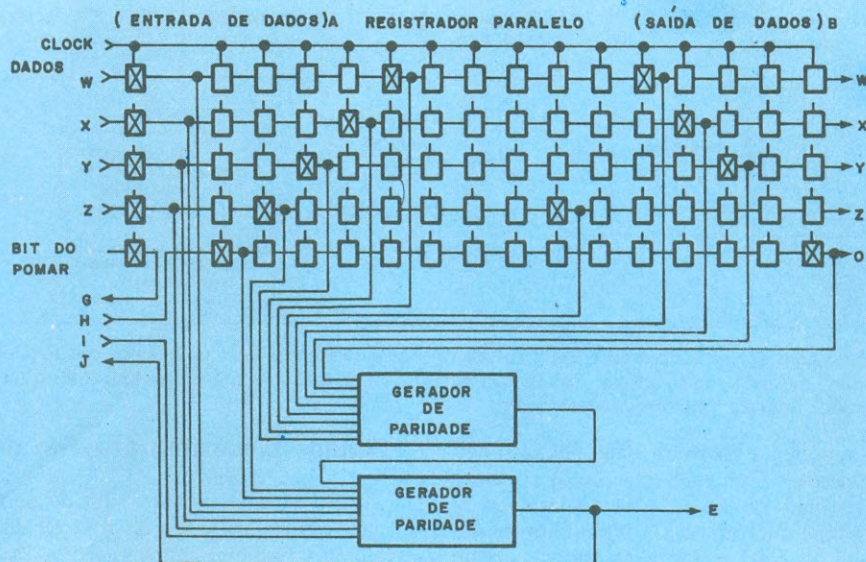 (ENTRADA DE DADOS)A REGISTRADOR PARALELO (SAÍDA DE DADOS)B
CLOCK
DADOS
W W
X X
Y Y
Z Z
BIT DO
POMAR
O
G
H
I
J
GERADOR
DE
PARIDADE
GERADOR
DE
PARIDADE
E